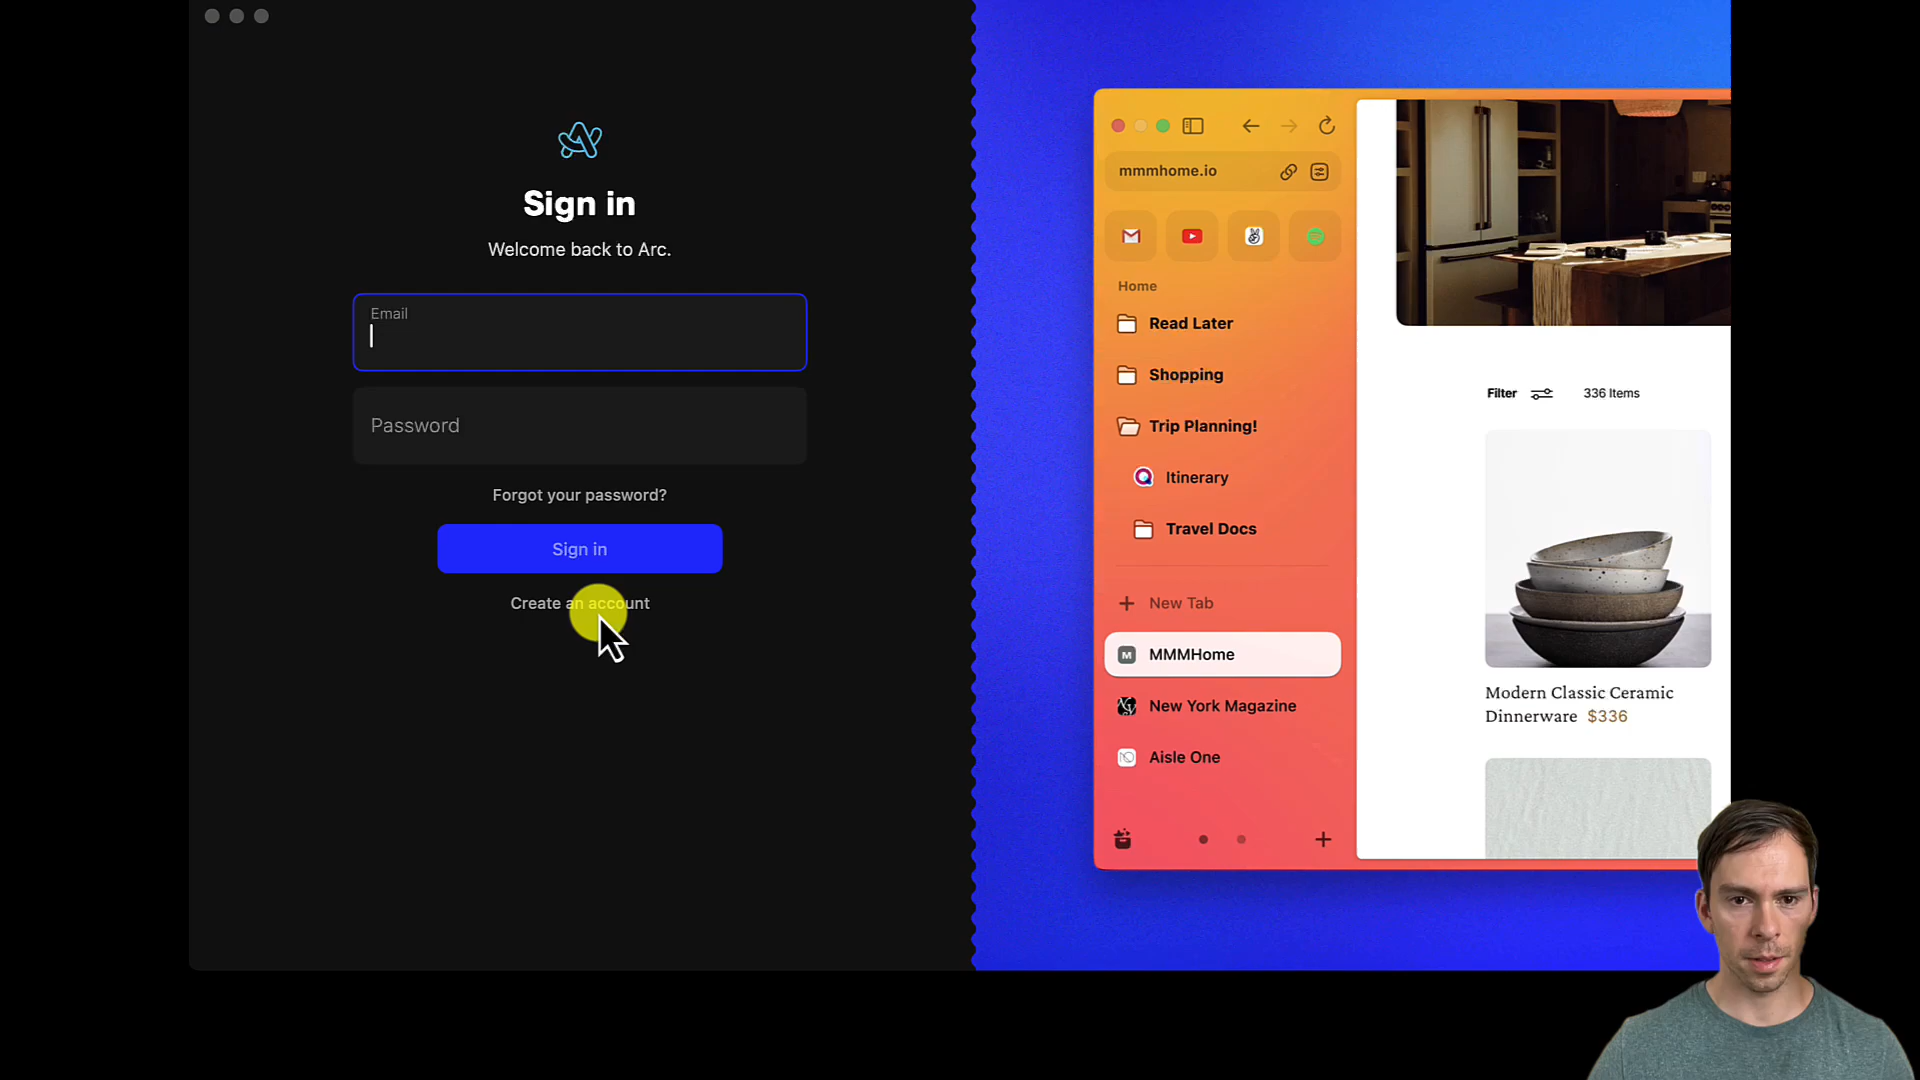 Sign in
Welcome back to Arc.
Email
Password
Forgot your password?
Sign in
Create an account
mmmhome.io
Home
Read Later
Shopping
Trip Planning!
Itinerary
Travel Docs
New Tab
M MMMHome
New York Magazine
Aisle One
Filter 336 Items
Modern Classic Ceramic
Dinnerware $336